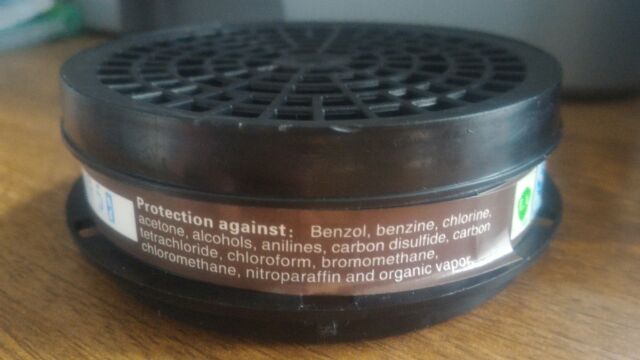 Protection against: Benzol, benzine, chlorine,
acetone, alcohols, anilines, carbon disulfide, carbon
tetrachloride, chloroform, bromomethane,
chloromethane, nitroparaffin and organic vapor.